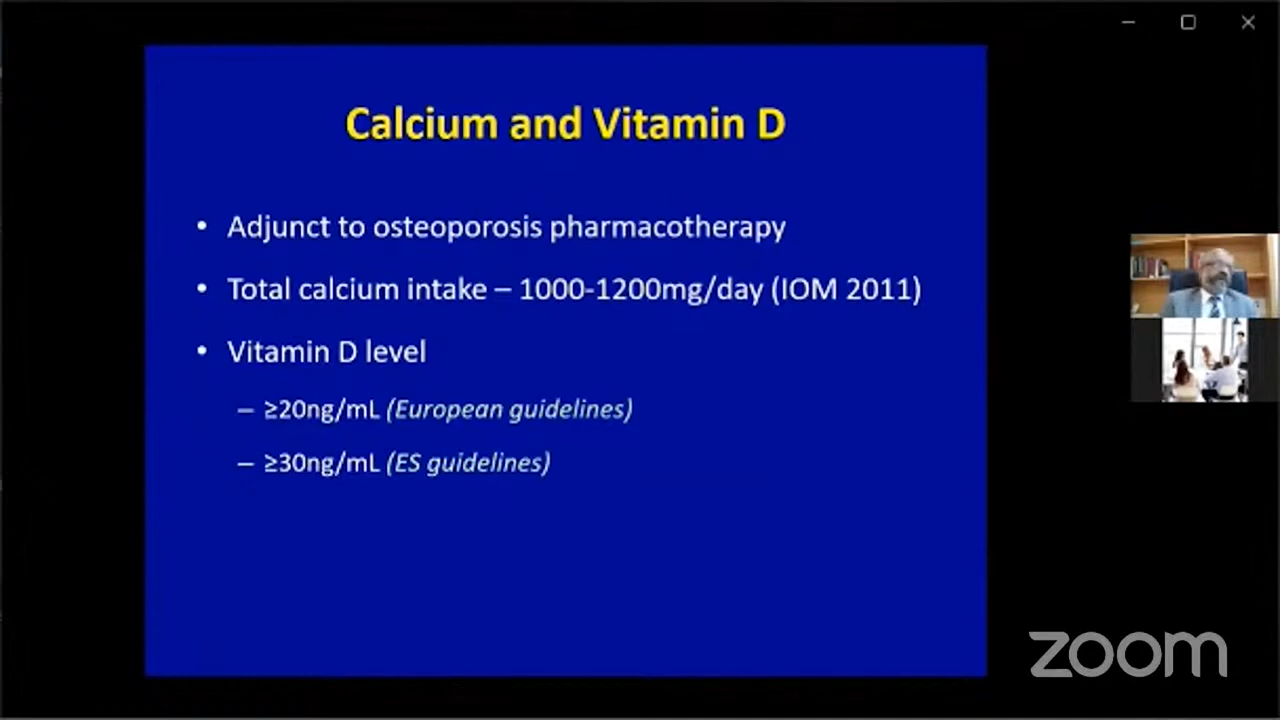 Calcium and Vitamin D
• Adjunct to osteoporosis pharmacotherapy
• Total calcium intake – 1000-1200mg/day (IOM 2011)
• Vitamin D level
– ≥20ng/mL (European guidelines)
– ≥30ng/mL (ES guidelines)
zoom